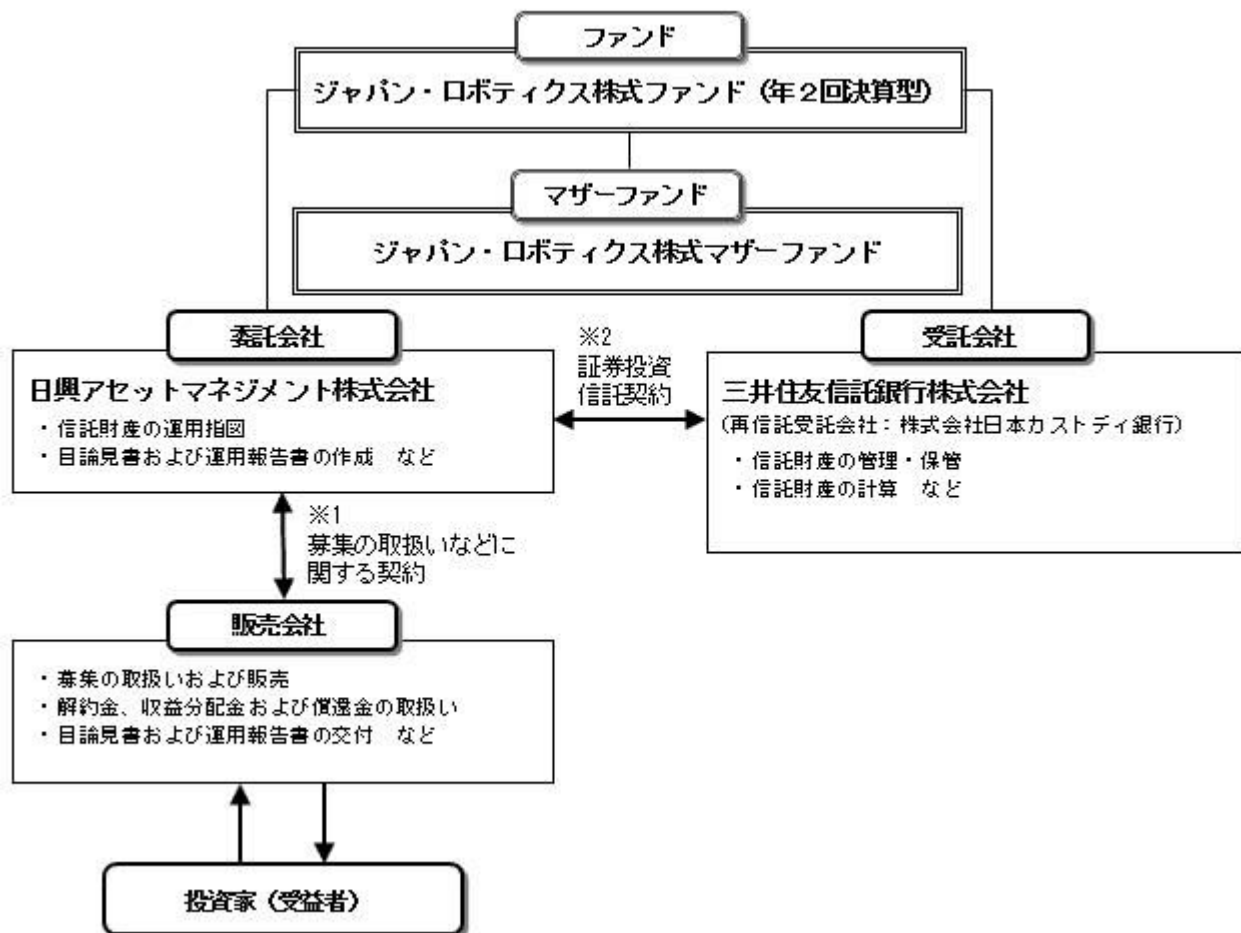 ファンド
ジャパン・ロボティクス株式ファンド(年2回決算型)
マザーファンド
ジャパン・ロボティクス株式マザーファンド
委託会社
日興アセットマネジメント株式会社
・信託財産の運用指図
・目論見書および運用報告書の作成 など
※2
証券投資
信託契約
受託会社
三井住友信託銀行株式会社
(再信託受託会社:株式会社日本カストディ銀行)
・信託財産の管理・保管
・信託財産の計算 など
※1
募集の取扱いなどに
関する契約
販売会社
・募集の取扱いおよび販売
・解約金、収益分配金および償還金の取扱い
・目論見書および運用報告書の交付 など
投資家(受益者)